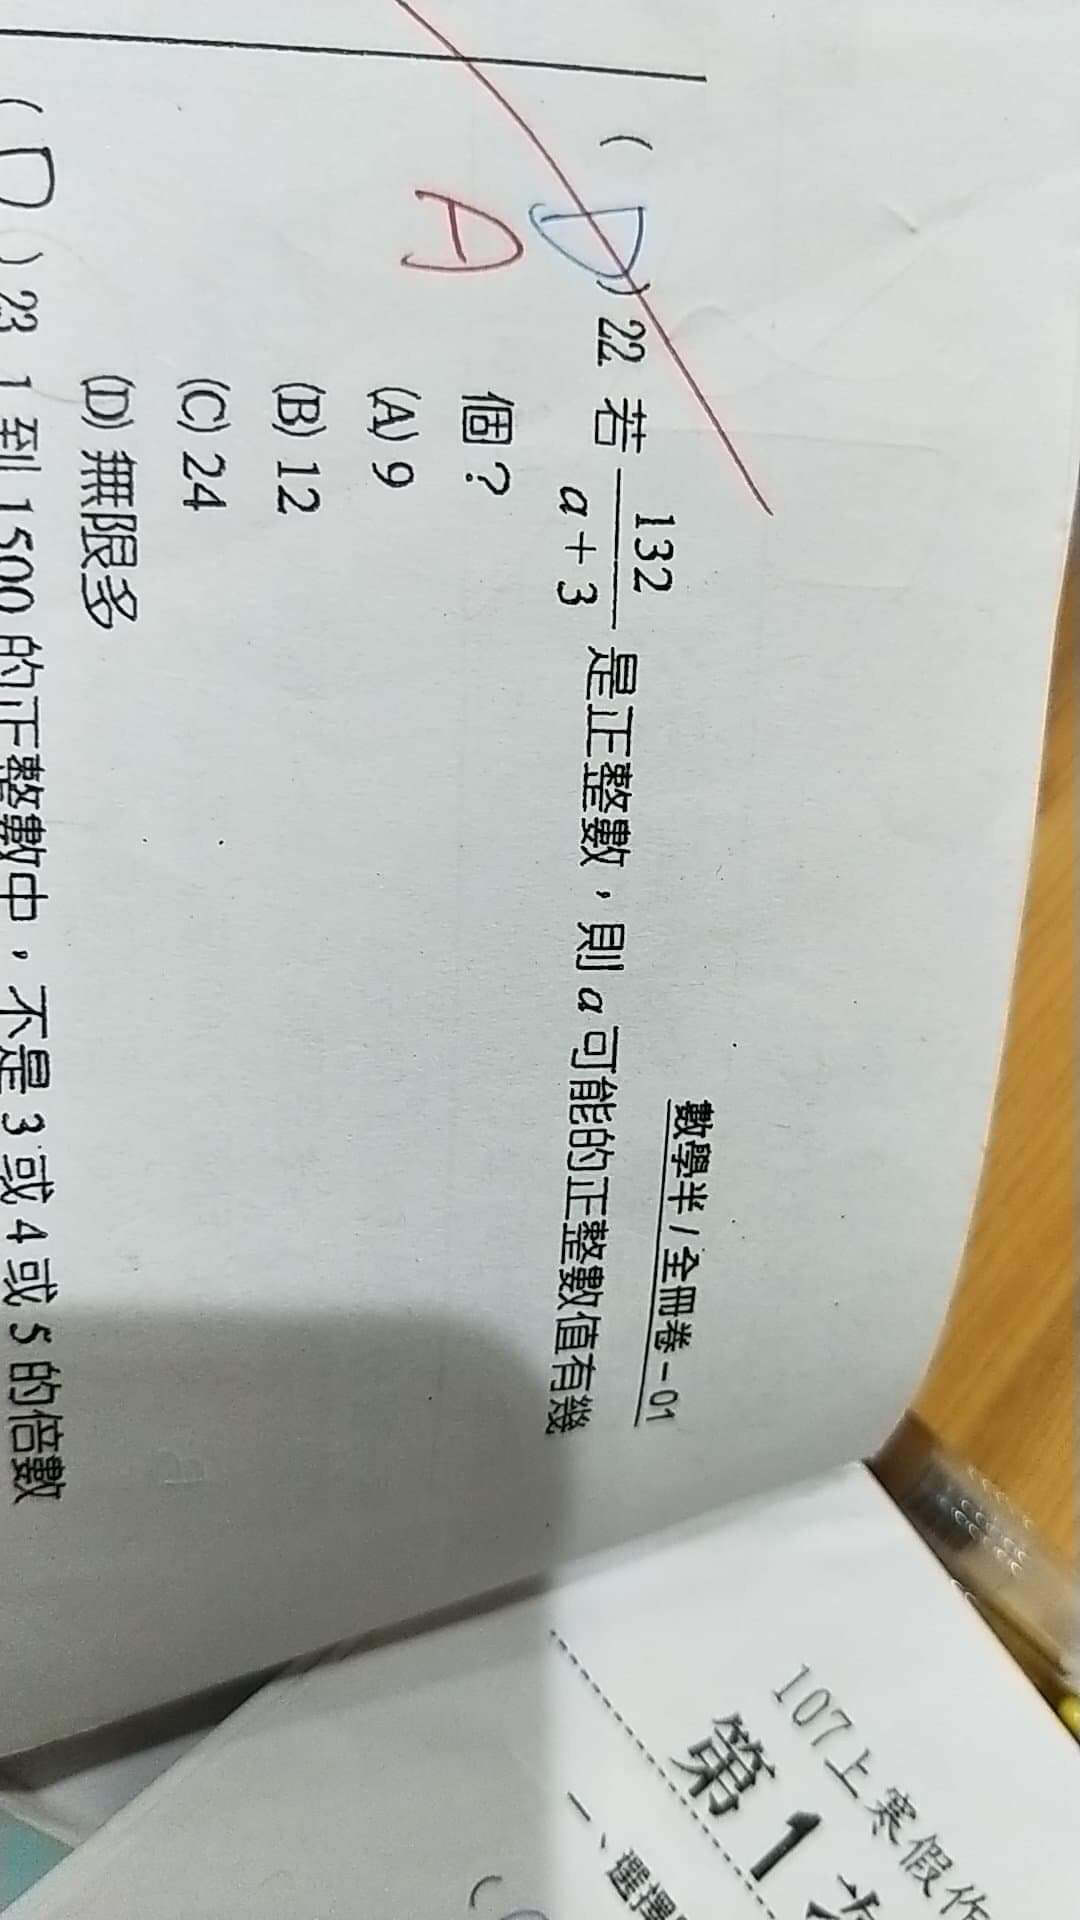 數學半 / 全冊卷 - 01
( D ) 22 若 132/(a+3) 是正整數,則 a 可能的正整數值有幾
A
個?
(A) 9
(B) 12
(C) 24
(D) 無限多
( D ) 23 1 到 1500 的正整數中,不是 3 或 4 或 5 的倍數
107上寒假作
第 1
一、選擇
(